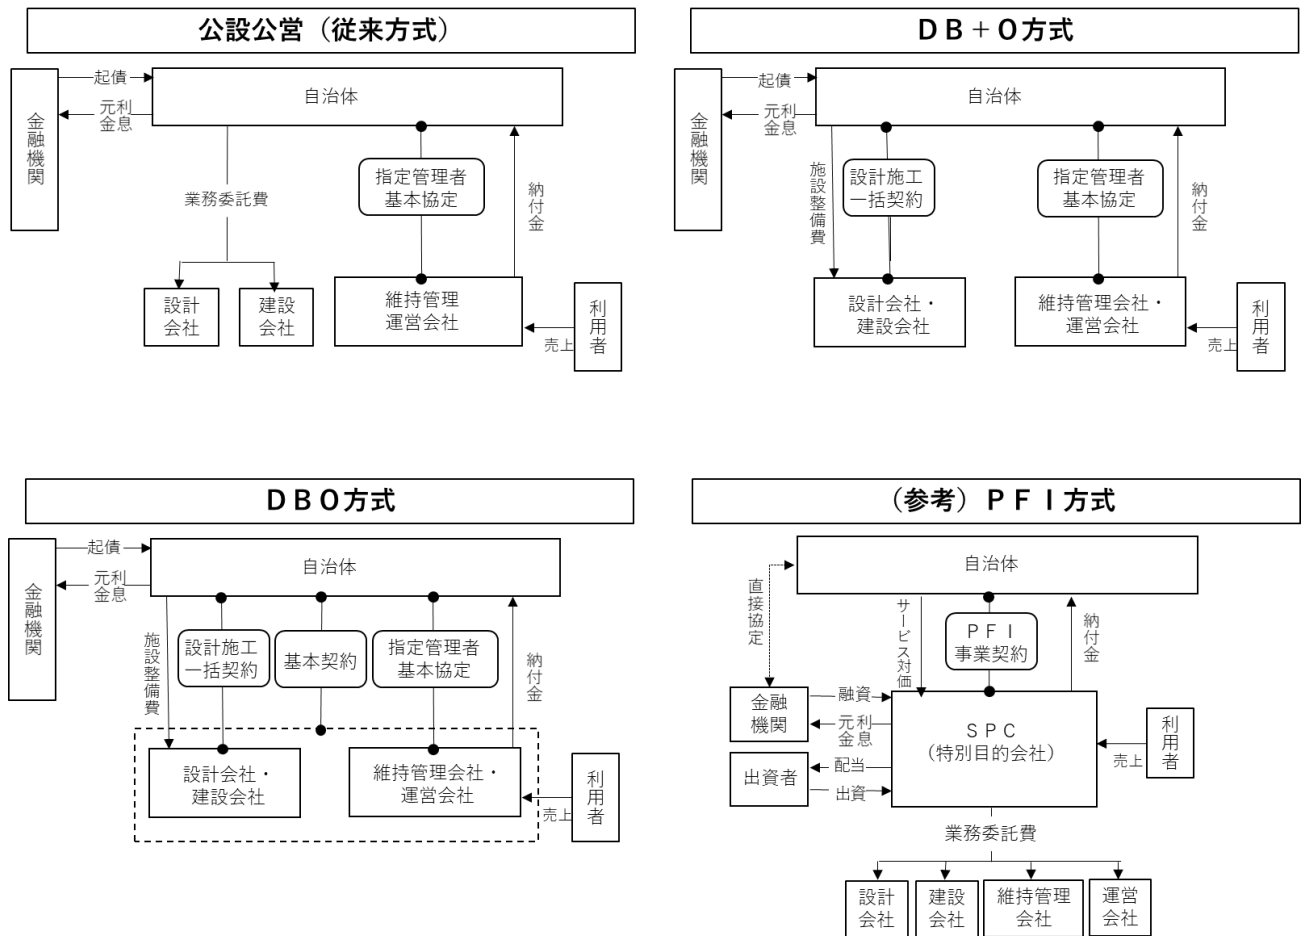 公設公営（従来方式）
起債
元利
金息
金融機関
自治体
業務委託費
指定管理者
基本協定
納付金
設計
会社
建設
会社
維持管理
運営会社
利用者
売上
ＤＢ＋Ｏ方式
起債
元利
金息
金融機関
自治体
施設整備費
設計施工
一括契約
指定管理者
基本協定
納付金
設計会社・
建設会社
維持管理会社・
運営会社
利用者
売上
ＤＢＯ方式
起債
元利
金息
金融機関
自治体
施設整備費
設計施工
一括契約
基本契約
指定管理者
基本協定
納付金
設計会社・
建設会社
維持管理会社・
運営会社
利用者
売上
（参考）ＰＦＩ方式
自治体
直接協定
サービス対価
ＰＦＩ
事業契約
納付金
金融
機関
融資
元利
金息
出資者
配当
出資
ＳＰＣ
（特別目的会社）
利用者
売上
業務委託費
設計
会社
建設
会社
維持管理
会社
運営
会社